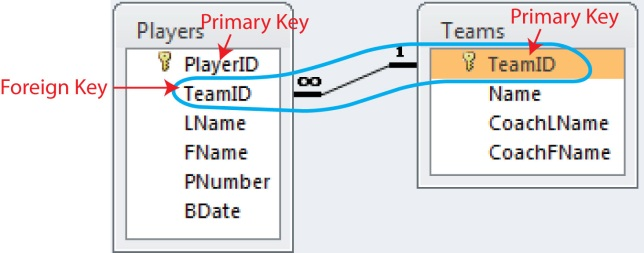 Players
Primary Key
PlayerID
Foreign Key
TeamID
LName
FName
PNumber
BDate
∞
1
Teams
Primary Key
TeamID
Name
CoachLName
CoachFName